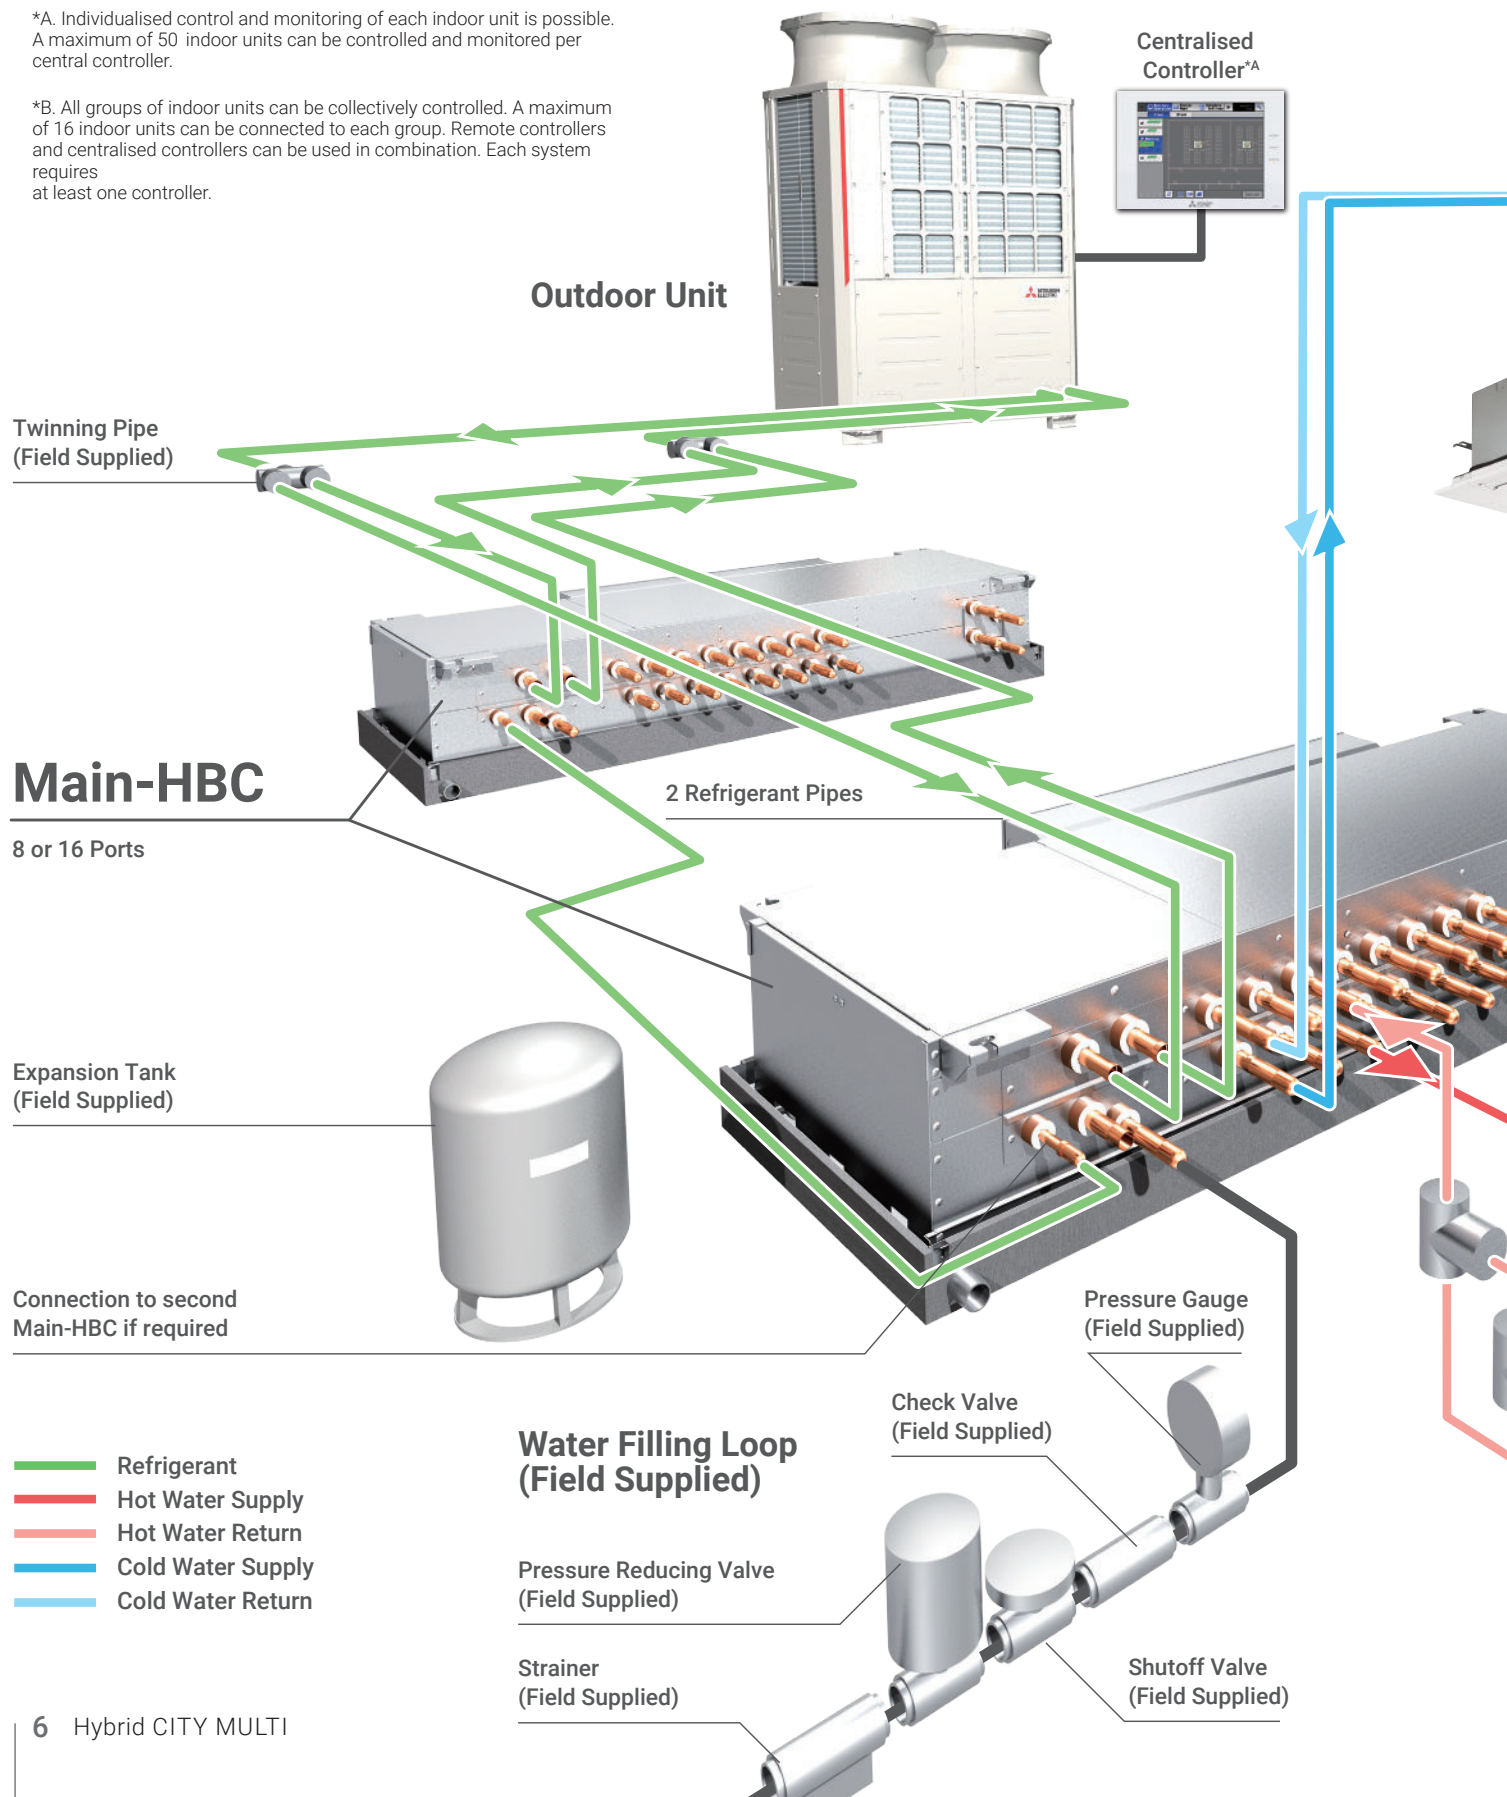 *A. Individualised control and monitoring of each indoor unit is possible.
A maximum of 50 indoor units can be controlled and monitored per
central controller.
*B. All groups of indoor units can be collectively controlled. A maximum
of 16 indoor units can be connected to each group. Remote controllers
and centralised controllers can be used in combination. Each system
requires
at least one controller.
Centralised
Controller*A
Outdoor Unit
MITSUBISHI
ELECTRIC
Twinning Pipe
(Field Supplied)
Main-HBC
8 or 16 Ports
2 Refrigerant Pipes
Expansion Tank
(Field Supplied)
Connection to second
Main-HBC if required
Pressure Gauge
(Field Supplied)
Check Valve
(Field Supplied)
Water Filling Loop
(Field Supplied)
Refrigerant
Hot Water Supply
Hot Water Return
Cold Water Supply
Cold Water Return
Pressure Reducing Valve
(Field Supplied)
Strainer
(Field Supplied)
Shutoff Valve
(Field Supplied)
6 Hybrid CITY MULTI